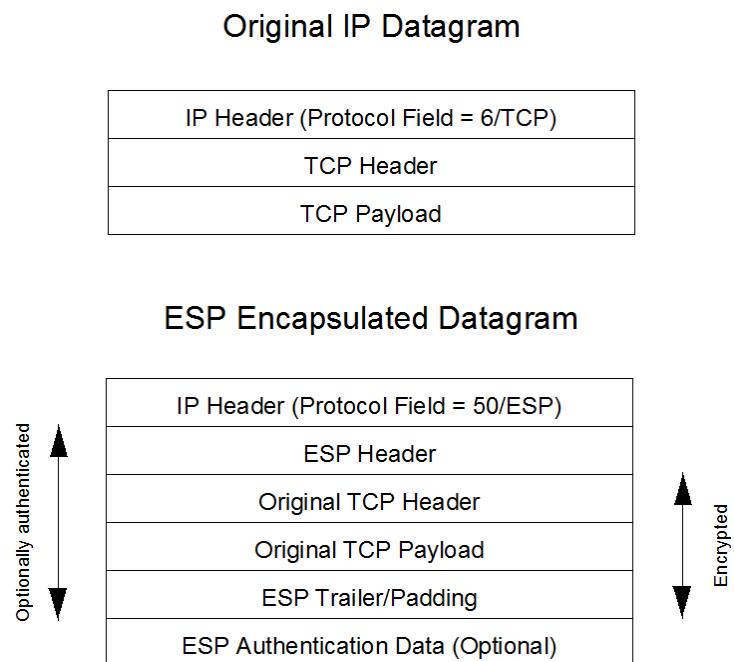 Original IP Datagram
IP Header (Protocol Field = 6/TCP)
TCP Header
TCP Payload
ESP Encapsulated Datagram
IP Header (Protocol Field = 50/ESP)
ESP Header
Original TCP Header
Original TCP Payload
ESP Trailer/Padding
ESP Authentication Data (Optional)
Optionally authenticated
Encrypted